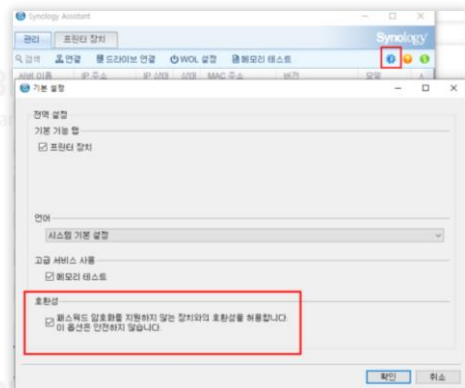 Synology Assistant
관리 프린터 장치
Synology
검색 연결 드라이브 연결 WOL 설정 메모리 테스트
서버 이름 IP 주소 IP 상태 상태 MAC 주소 버전 모델
기본 설정
전역 설정
기본 기능 탭
프린터 장치
언어
시스템 기본 설정
고급 서비스 사용
메모리 테스트
호환성
패스워드 암호화를 지원하지 않는 장치와의 호환성을 허용합니다.
이 옵션은 안전하지 않습니다.
확인 취소